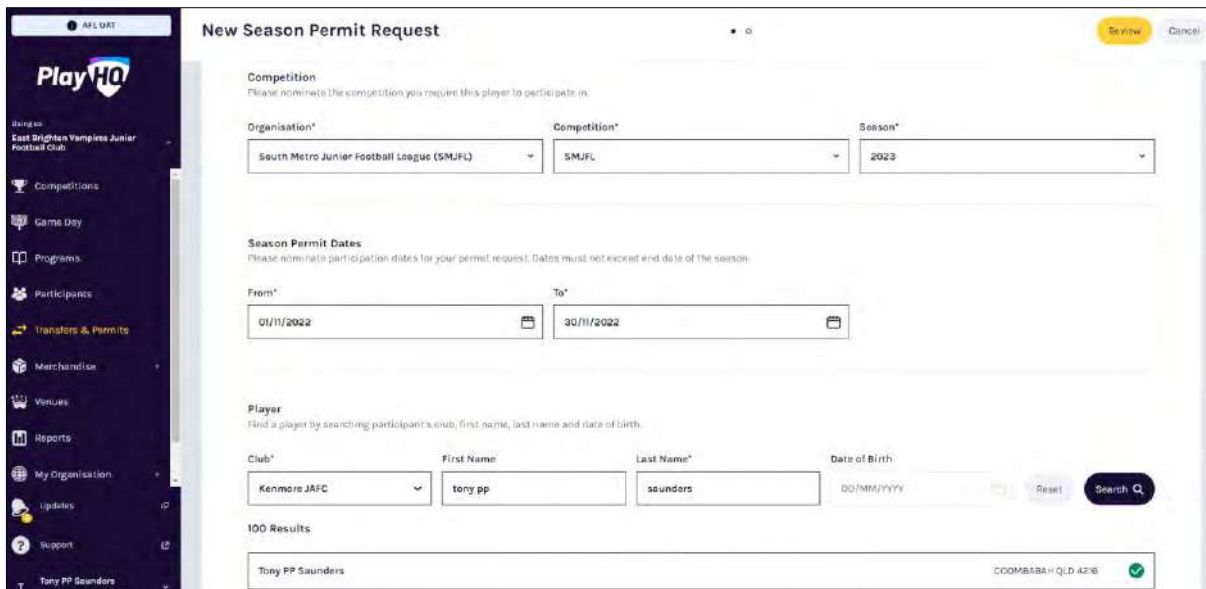 AFL UAT
New Season Permit Request
Review
Cancel
PlayHQ
Using as
East Brighton Vampires Junior
Football Club
Competitions
Game Day
Programs
Participants
Transfers & Permits
Merchandise
Venues
Reports
My Organisation
Updates
Support
T
Tony PP Saunders
Competition
Please nominate the competition you require this player to participate in.
Organisation*
Competition*
Season*
South Metro Junior Football League (SMJFL)
SMJFL
2023
Season Permit Dates
Please nominate participation dates for your permit request. Dates must not exceed end date of the season.
From*
To*
01/11/2022
30/11/2022
Player
Find a player by searching participant's club, first name, last name and date of birth.
Club*
First Name
Last Name*
Date of Birth
Kenmore JAFC
tony pp
saunders
DD/MM/YYYY
Reset
Search
100 Results
Tony PP Saunders
COOMBABAH QLD 4216